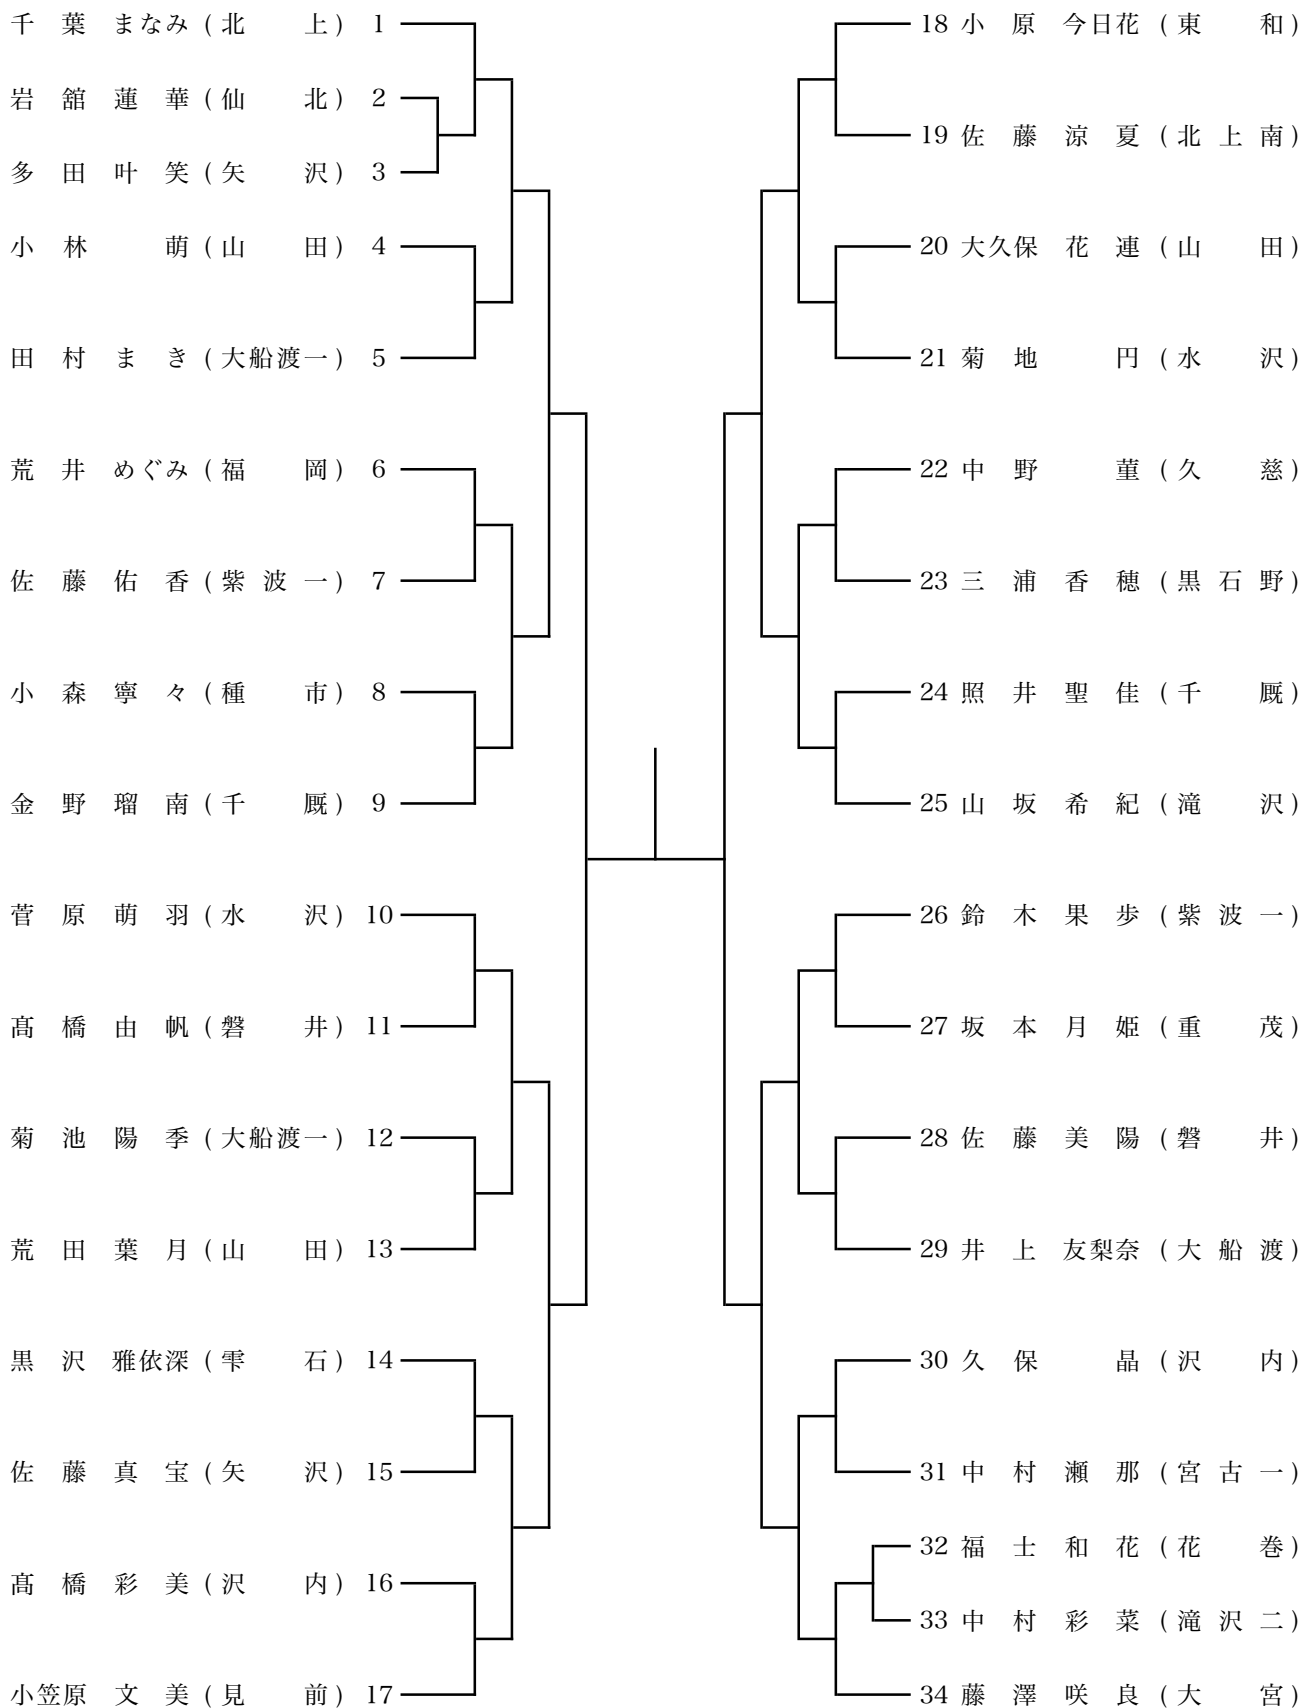 千葉 まなみ (北上) 1
岩舘 蓮華 (仙北) 2
多田 叶笑 (矢沢) 3
小林 萌 (山田) 4
田村 まき (大船渡一) 5
荒井 めぐみ (福岡) 6
佐藤 佑香 (紫波一) 7
小森 寧々 (種市) 8
金野 瑠南 (千厩) 9
菅原 萌羽 (水沢) 10
髙橋 由帆 (磐井) 11
菊池 陽季 (大船渡一) 12
荒田 葉月 (山田) 13
黒沢 雅依深 (雫石) 14
佐藤 真宝 (矢沢) 15
髙橋 彩美 (沢内) 16
小笠原 文美 (見前) 17
18 小原 今日花 (東和)
19 佐藤 涼夏 (北上南)
20 大久保 花連 (山田)
21 菊地 円 (水沢)
22 中野 菫 (久慈)
23 三浦 香穂 (黒石野)
24 照井 聖佳 (千厩)
25 山坂 希紀 (滝沢)
26 鈴木 果歩 (紫波一)
27 坂本 月姫 (重茂)
28 佐藤 美陽 (磐井)
29 井上 友梨奈 (大船渡)
30 久保 晶 (沢内)
31 中村 瀬那 (宮古一)
32 福士 和花 (花巻)
33 中村 彩菜 (滝沢二)
34 藤澤 咲良 (大宮)